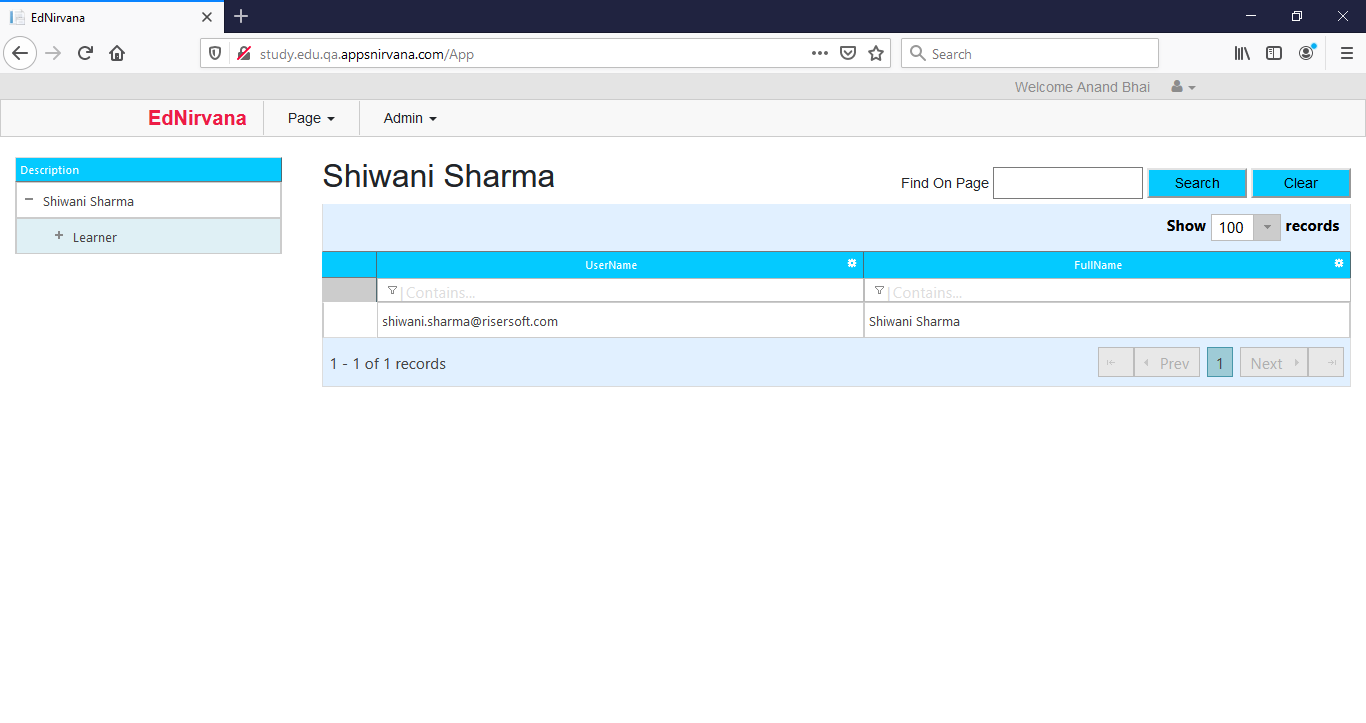 EdNirvana
study.edu.qa.appsnirvana.com/App
Search
Welcome Anand Bhai
EdNirvana
Page
Admin
Description
Shiwani Sharma
Learner
Shiwani Sharma
Find On Page
Search
Clear
Show 100 records
UserName FullName
Contains... Contains...
shiwani.sharma@risersoft.com Shiwani Sharma
1 - 1 of 1 records
Prev 1 Next